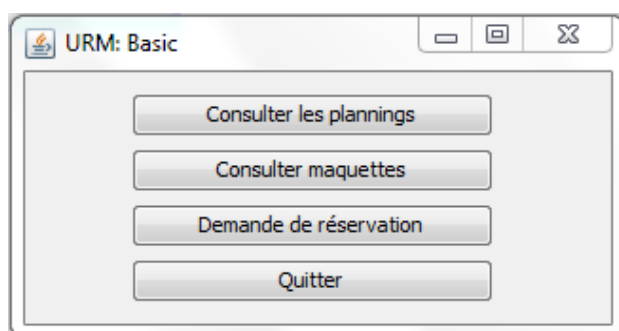 URM: Basic
Consulter les plannings
Consulter maquettes
Demande de réservation
Quitter